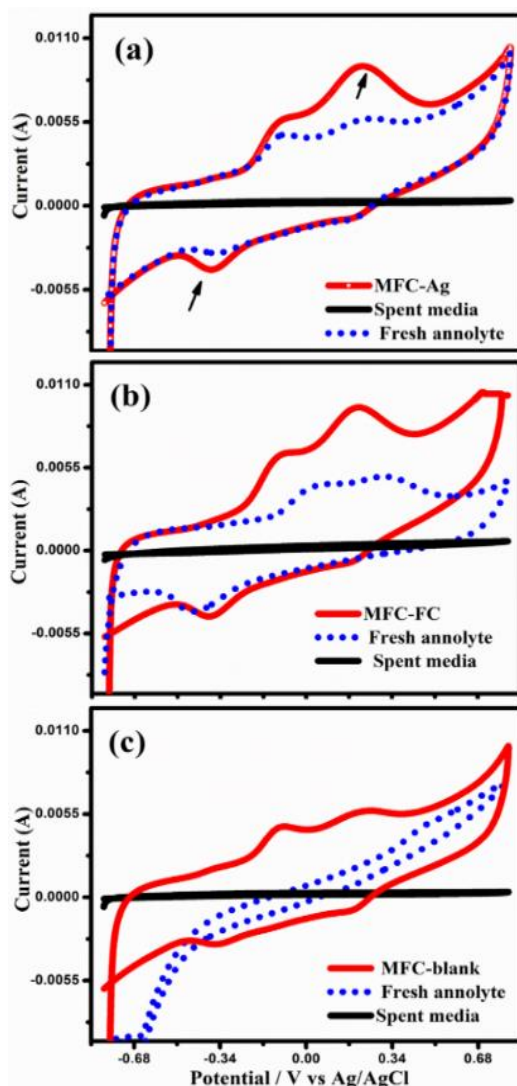 (a)
Current (A)
0.0110
0.0055
0.0000
-0.0055
MFC-Ag
Spent media
Fresh annolyte
(b)
Current (A)
0.0110
0.0055
0.0000
-0.0055
MFC-FC
Fresh annolyte
Spent media
(c)
Current (A)
0.0110
0.0055
0.0000
-0.0055
MFC-blank
Fresh annolyte
Spent media
-0.68 -0.34 0.00 0.34 0.68
Potential / V vs Ag/AgCl